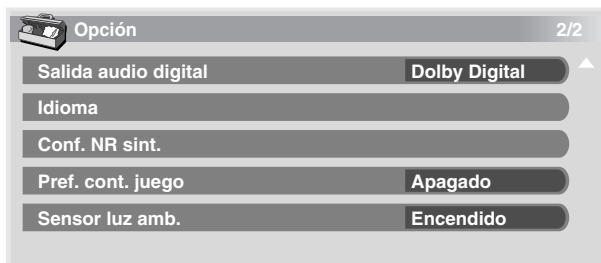 Opción 2/2
Salida audio digital Dolby Digital
Idioma
Conf. NR sint.
Pref. cont. juego Apagado
Sensor luz amb. Encendido